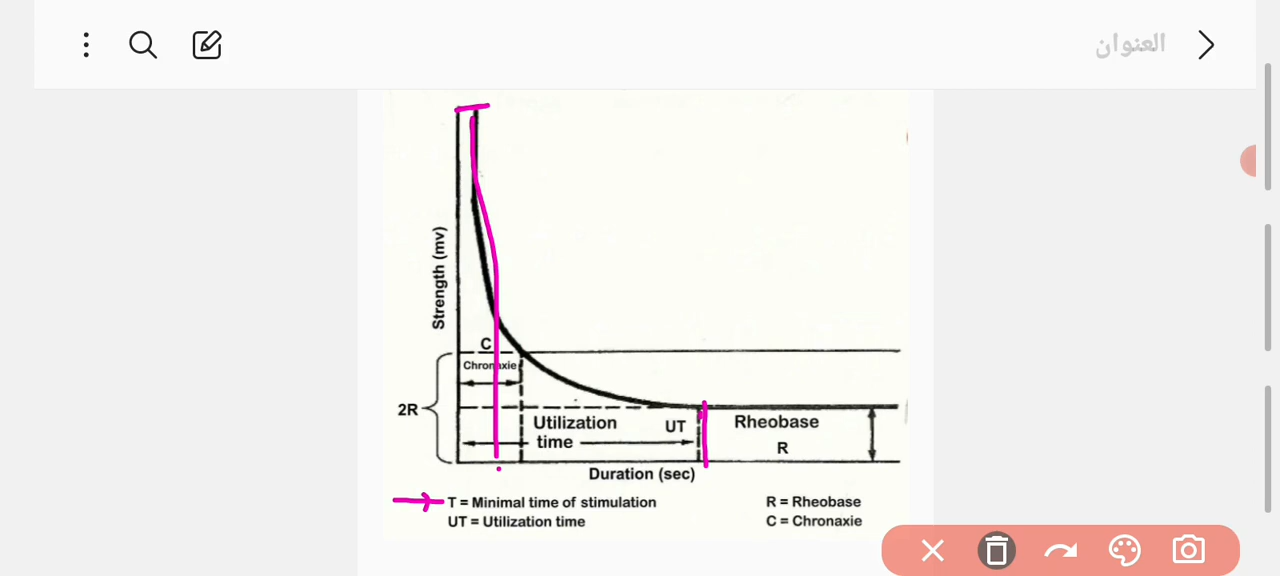 العنوان
Strength (mv)
C
Chronaxie
2R
Utilization
time
UT
Rheobase
R
Duration (sec)
T = Minimal time of stimulation
UT = Utilization time
R = Rheobase
C = Chronaxie